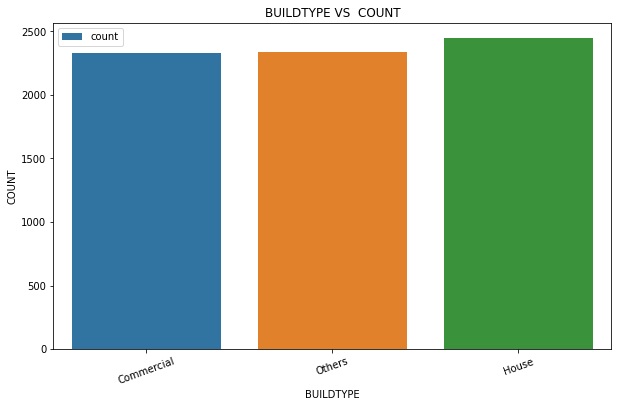 BUILDTYPE VS  COUNT
count
COUNT
2500
2000
1500
1000
500
0
Commercial
Others
House
BUILDTYPE